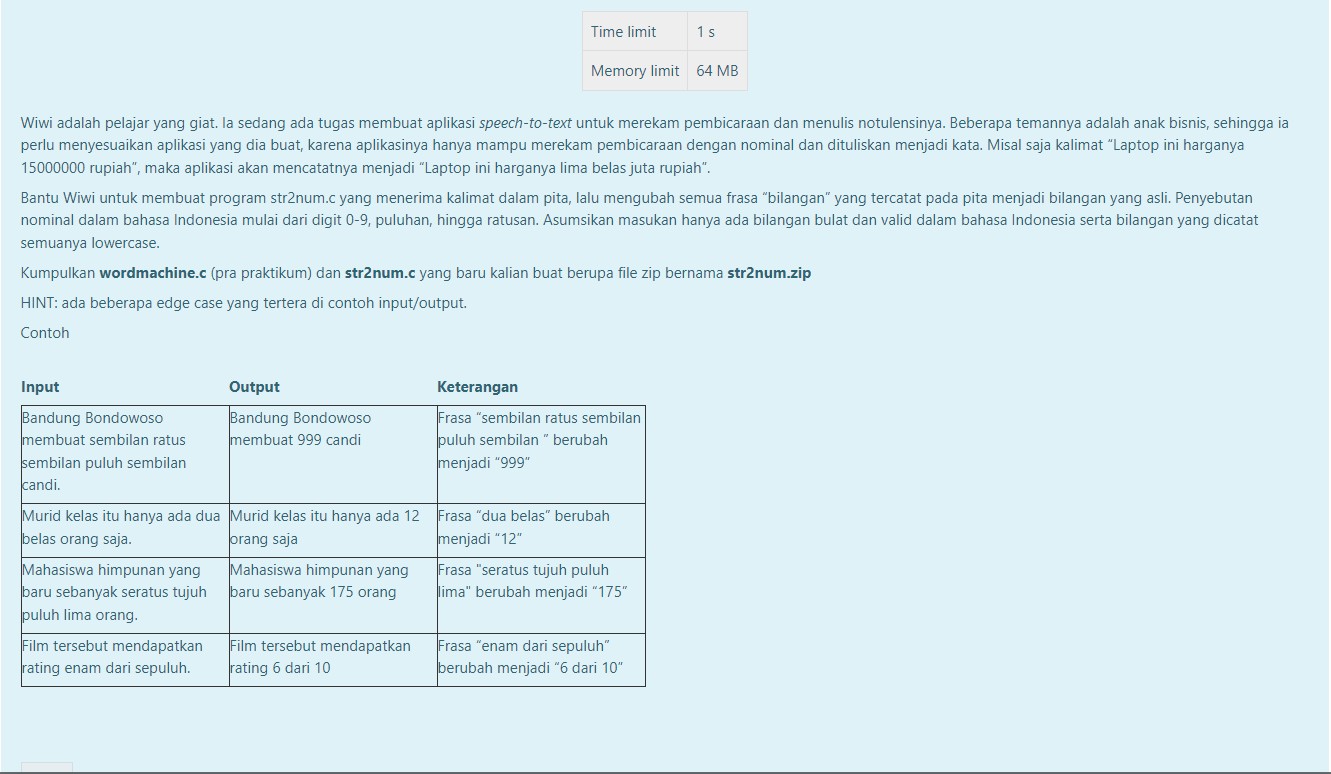 Time limit 1 s
Memory limit 64 MB
Wiwi adalah pelajar yang giat. Ia sedang ada tugas membuat aplikasi speech-to-text untuk merekam pembicaraan dan menulis notulensinya. Beberapa temannya adalah anak bisnis, sehingga ia
perlu menyesuaikan aplikasi yang dia buat, karena aplikasinya hanya mampu merekam pembicaraan dengan nominal dan dituliskan menjadi kata. Misal saja kalimat “Laptop ini harganya
15000000 rupiah”, maka aplikasi akan mencatatnya menjadi “Laptop ini harganya lima belas juta rupiah”.
Bantu Wiwi untuk membuat program str2num.c yang menerima kalimat dalam pita, lalu mengubah semua frasa “bilangan” yang tercatat pada pita menjadi bilangan yang asli. Penyebutan
nominal dalam bahasa Indonesia mulai dari digit 0-9, puluhan, hingga ratusan. Asumsikan masukan hanya ada bilangan bulat dan valid dalam bahasa Indonesia serta bilangan yang dicatat
semuanya lowercase.
Kumpulkan wordmachine.c (pra praktikum) dan str2num.c yang baru kalian buat berupa file zip bernama str2num.zip
HINT: ada beberapa edge case yang tertera di contoh input/output.
Contoh
Input Output Keterangan
Bandung Bondowoso Bandung Bondowoso Frasa “sembilan ratus sembilan
membuat sembilan ratus membuat 999 candi puluh sembilan ” berubah
sembilan puluh sembilan menjadi “999”
candi.
Murid kelas itu hanya ada dua Murid kelas itu hanya ada 12 Frasa “dua belas” berubah
belas orang saja. orang saja menjadi “12”
Mahasiswa himpunan yang Mahasiswa himpunan yang Frasa "seratus tujuh puluh
baru sebanyak seratus tujuh baru sebanyak 175 orang lima" berubah menjadi “175”
puluh lima orang.
Film tersebut mendapatkan Film tersebut mendapatkan Frasa “enam dari sepuluh”
rating enam dari sepuluh. rating 6 dari 10 berubah menjadi “6 dari 10”